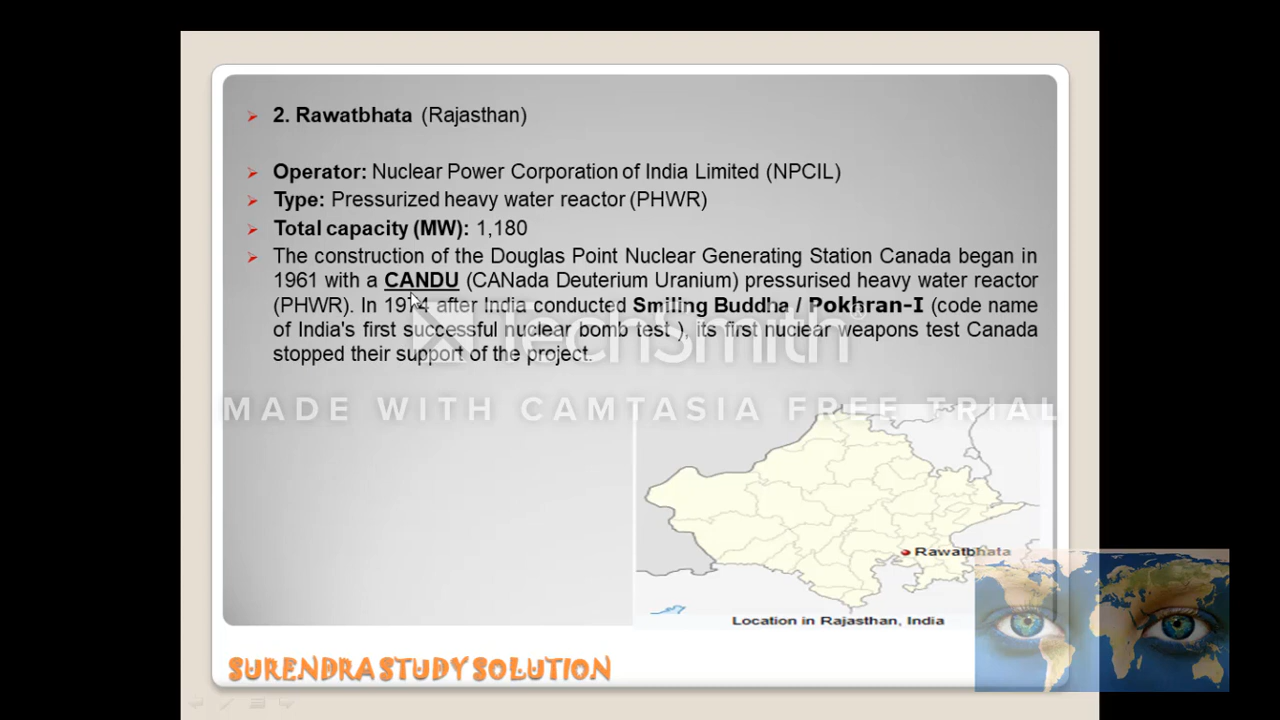 2. Rawatbhata (Rajasthan)
Operator: Nuclear Power Corporation of India Limited (NPCIL)
Type: Pressurized heavy water reactor (PHWR)
Total capacity (MW): 1,180
The construction of the Douglas Point Nuclear Generating Station Canada began in
1961 with a CANDU (CANada Deuterium Uranium) pressurised heavy water reactor
(PHWR). In 1974 after India conducted Smiling Buddha / Pokhran-I (code name
of India's first successful nuclear bomb test ), its first nuclear weapons test Canada
stopped their support of the project.
TechSmith®
MADE WITH CAMTASIA FREE TRIAL
Rawatbhata
Location in Rajasthan, India
SURENDRA STUDY SOLUTION